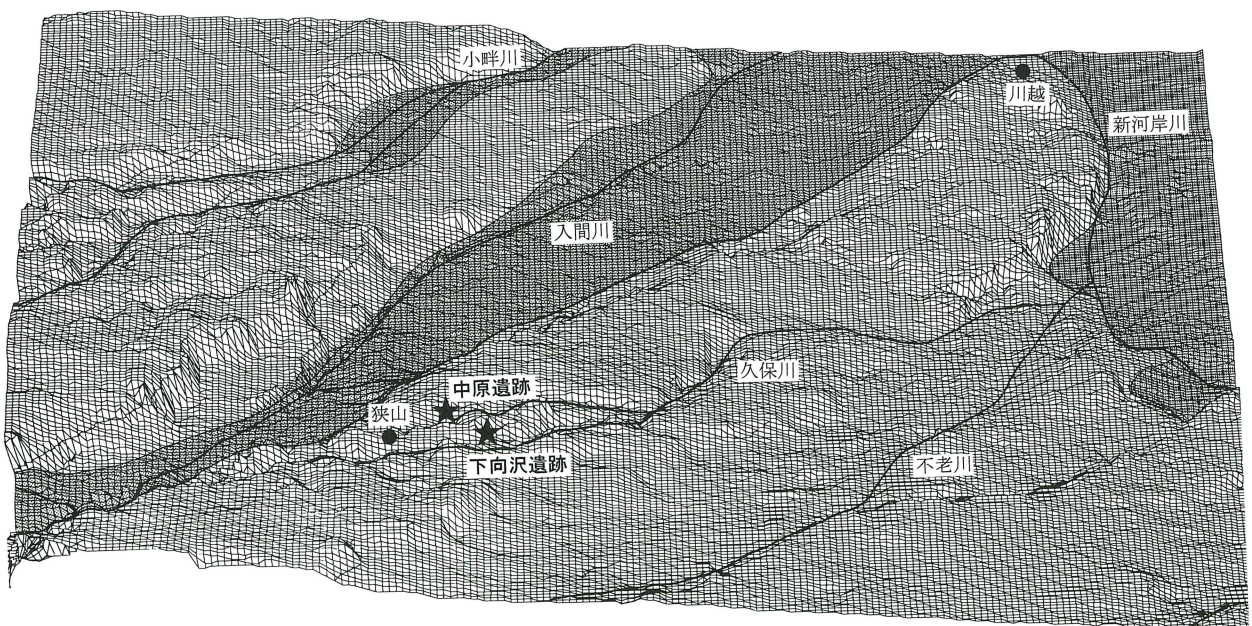 小畔川
川越
新河岸川
入間川
久保川
中原遺跡
狭山
下向沢遺跡
不老川